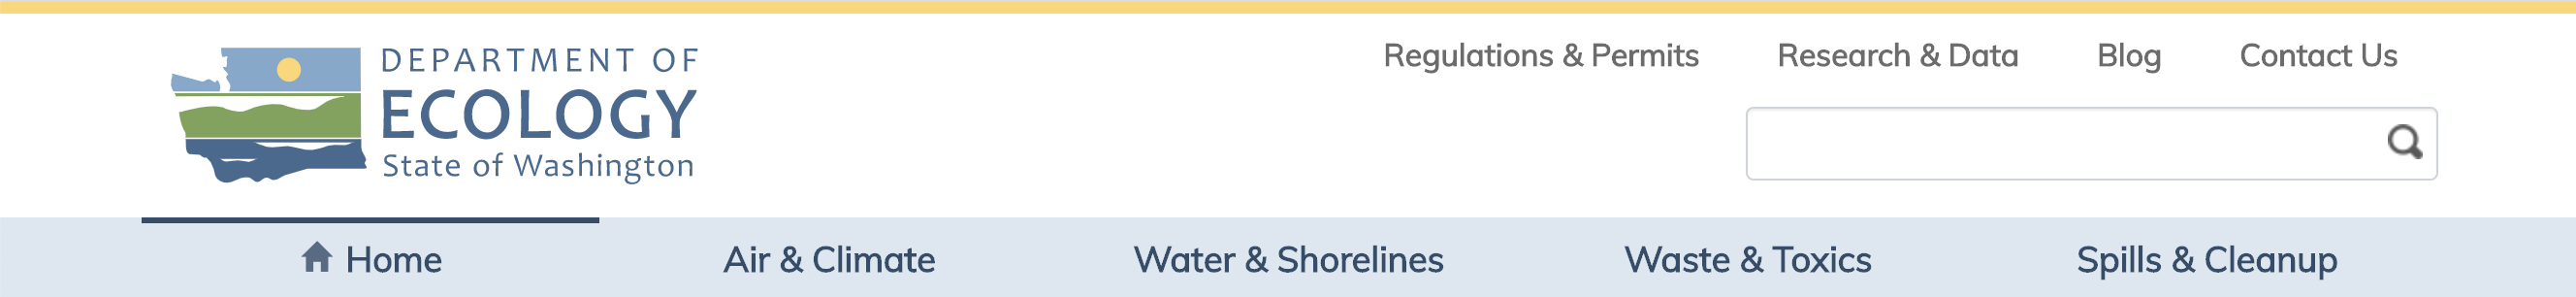 DEPARTMENT OF
ECOLOGY
State of Washington
Regulations & Permits Research & Data Blog Contact Us
Home Air & Climate Water & Shorelines Waste & Toxics Spills & Cleanup